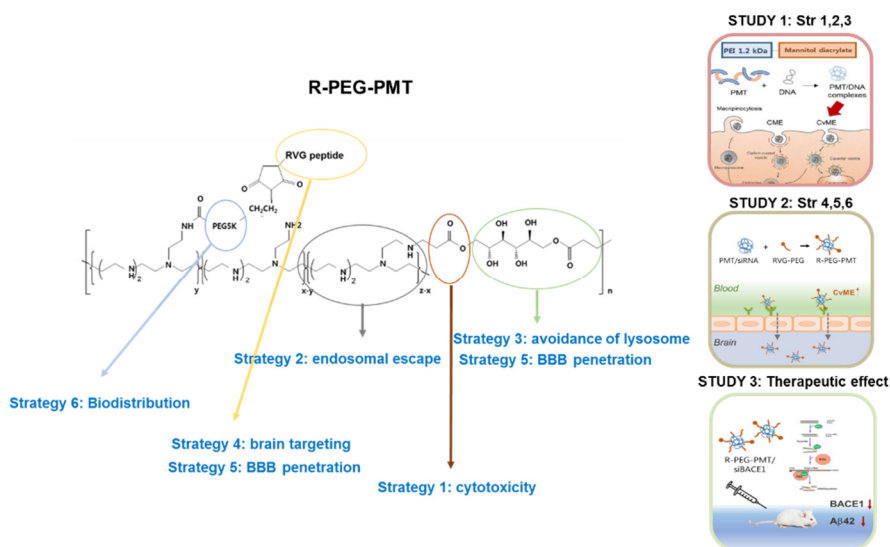 R-PEG-PMT
RVG peptide
O
O
CH₂CH₂
O
PEG5K
NH
NH2
O
OH
OH
O
N
N
N
N
N
N
N
H
O
O
OH
OH
O
y
x-y
z-x
n
Strategy 3: avoidance of lysosome
Strategy 2: endosomal escape
Strategy 5: BBB penetration
Strategy 6: Biodistribution
Strategy 4: brain targeting
Strategy 5: BBB penetration
Strategy 1: cytotoxicity
STUDY 1: Str 1,2,3
PEI 1.2 kDa
Mannitol diacrylate
PMT
+
DNA
PMT/DNA
complexes
Macripinocytosis
CME
CvME
STUDY 2: Str 4,5,6
PMT/siRNA
+
RVG-PEG
R-PEG-PMT
Blood
CvME
Brain
STUDY 3: Therapeutic effect
R-PEG-PMT/
siBACE1
BACE1
Aβ42